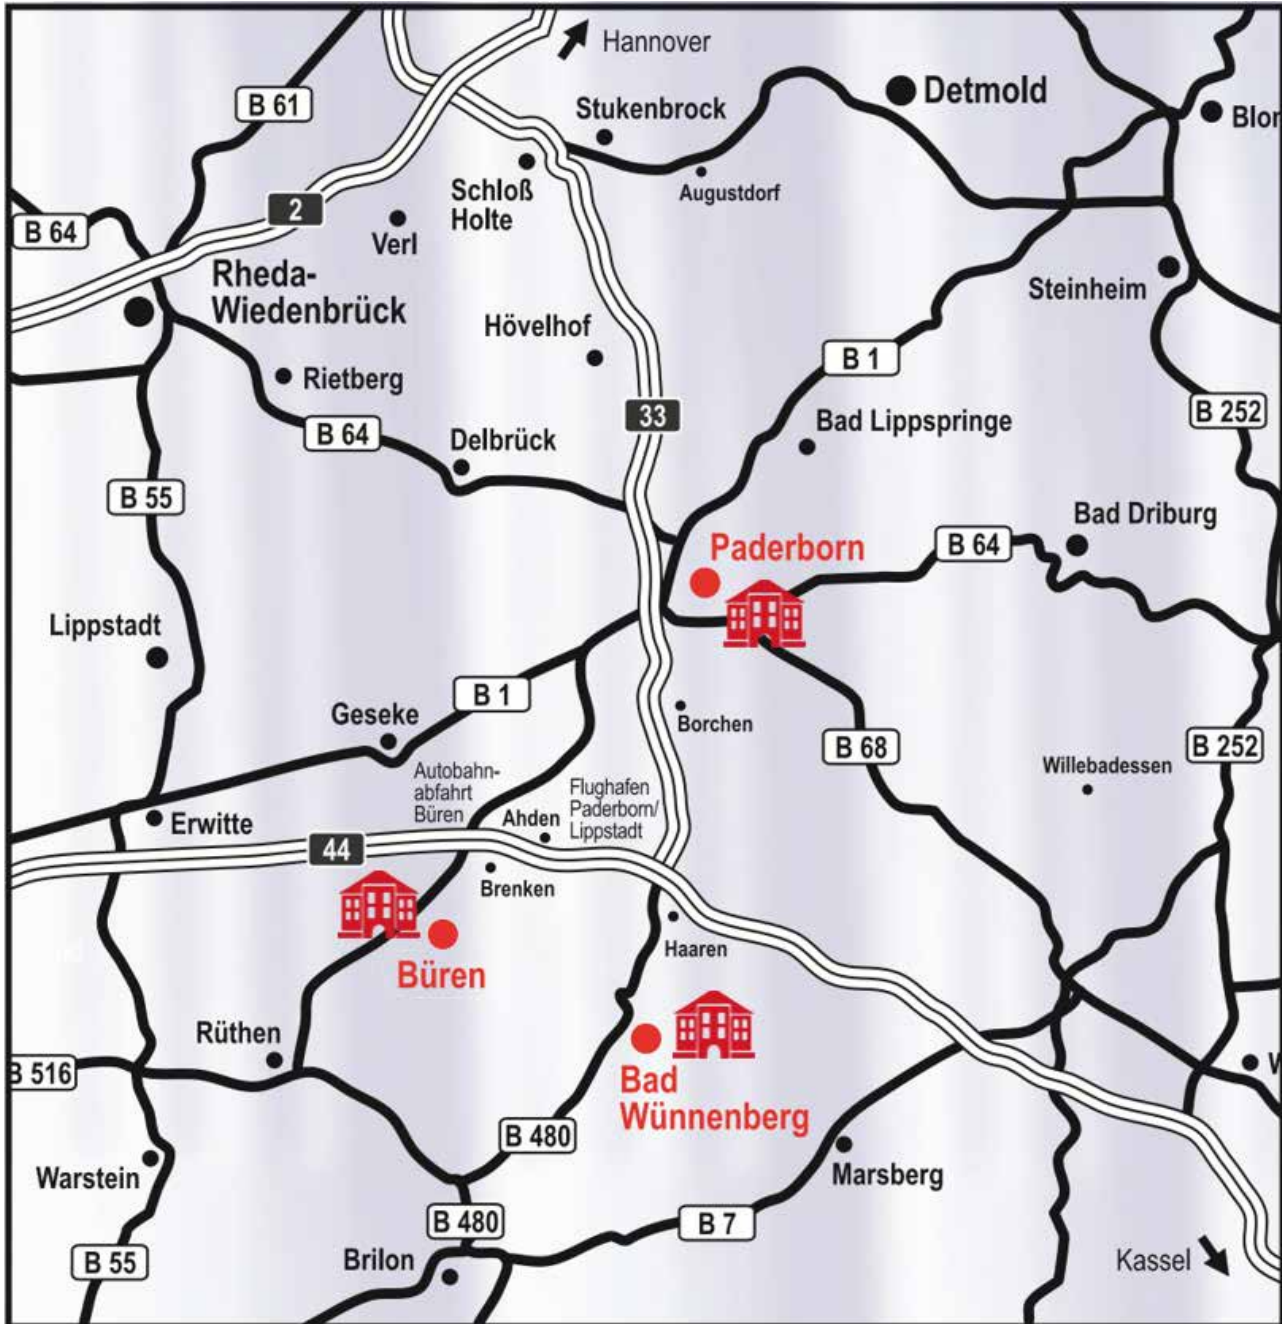 Hannover
Detmold
B 61
Stukenbrock
Blor
Schloß
Holte
Augustdorf
2
Verl
B 64
Rheda-
Wiedenbrück
Steinheim
Hövelhof
B 1
Rietberg
33
B 252
B 64
Delbrück
Bad Lippspringe
B 55
Bad Driburg
Paderborn
B 64
Lippstadt
B 1
Geseke
Borchen
B 68
B 252
Willebadessen
Autobahn-
abfahrt
Büren
Flughafen
Paderborn/
Lippstadt
Ahden
Erwitte
44
Brenken
Haaren
Büren
Rüthen
B 516
Bad
Wünnenberg
W
B 480
Warstein
Marsberg
B 480
B 7
B 55
Brilon
Kassel